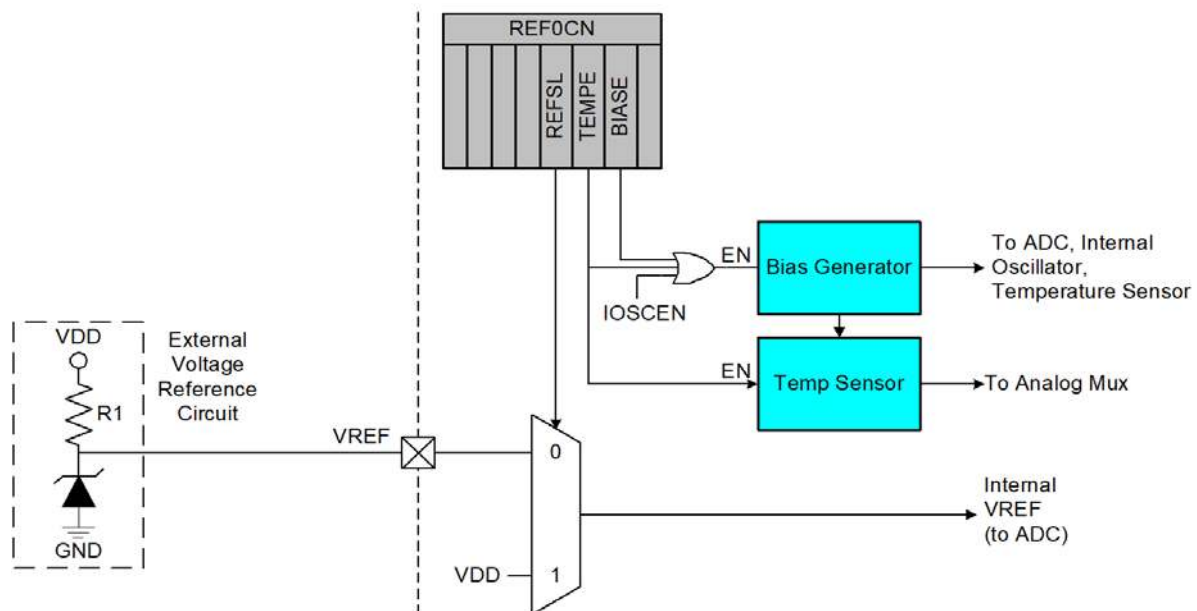 REF0CN
REFSL
TEMPE
BIASE
EN
Bias Generator
To ADC, Internal
Oscillator,
Temperature Sensor
IOSCEN
VDD
External
Voltage
Reference
Circuit
R1
EN
Temp Sensor
To Analog Mux
VREF
0
Internal
VREF
(to ADC)
GND
VDD
1